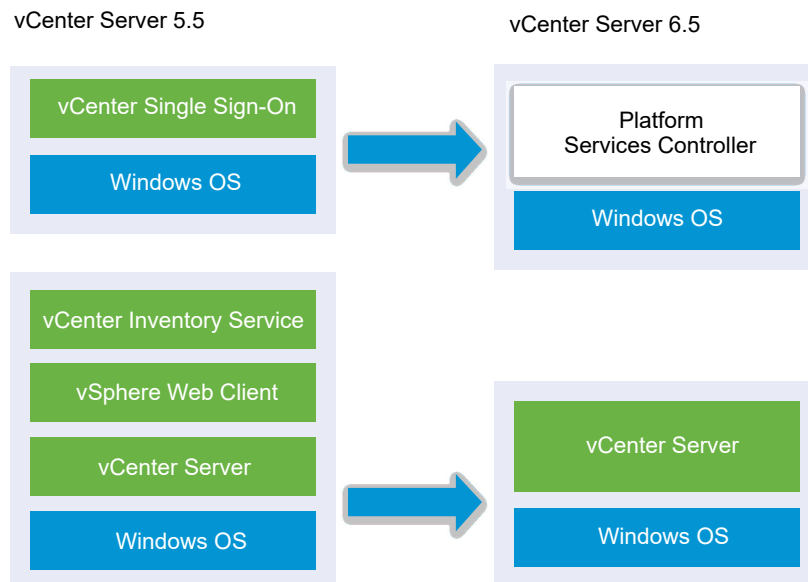 vCenter Server 5.5
vCenter Server 6.5
vCenter Single Sign-On
Windows OS
Platform
Services Controller
Windows OS
vCenter Inventory Service
vSphere Web Client
vCenter Server
Windows OS
vCenter Server
Windows OS